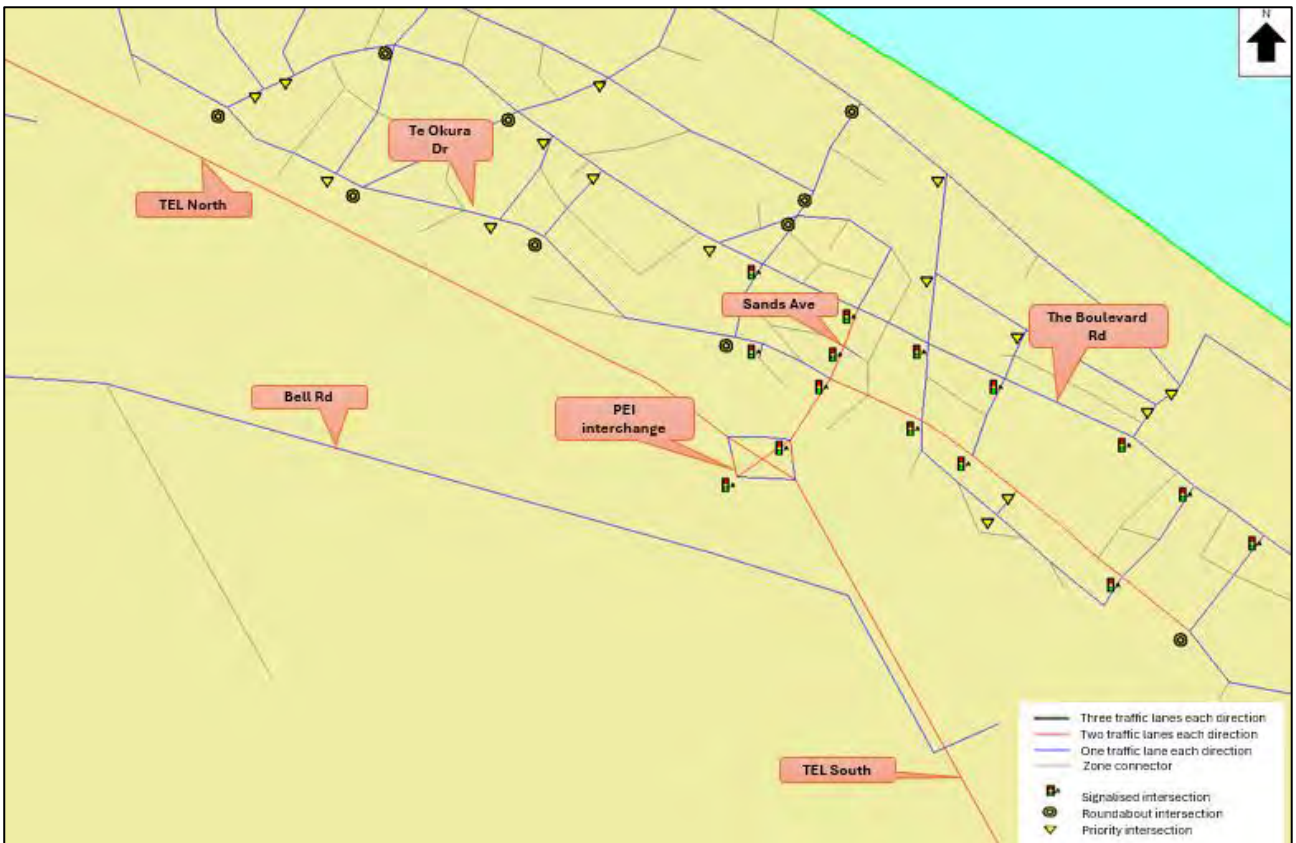 N
Te Okura
Dr
TEL North
Sands Ave
The Boulevard
Rd
Bell Rd
PEI
interchange
TEL South
Three traffic lanes each direction
Two traffic lanes each direction
One traffic lane each direction
Zone connector
Signalised intersection
Roundabout intersection
Priority intersection